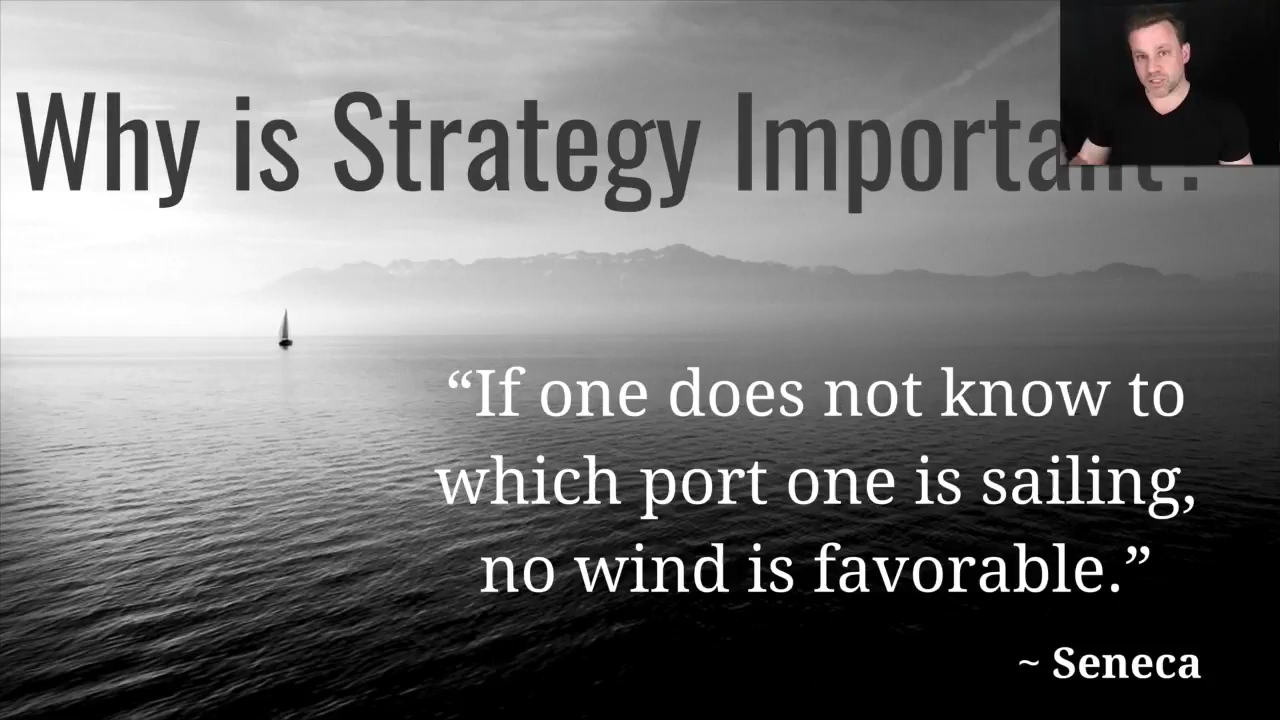 Why is Strategy Important?
“If one does not know to
which port one is sailing,
no wind is favorable.”
~ Seneca